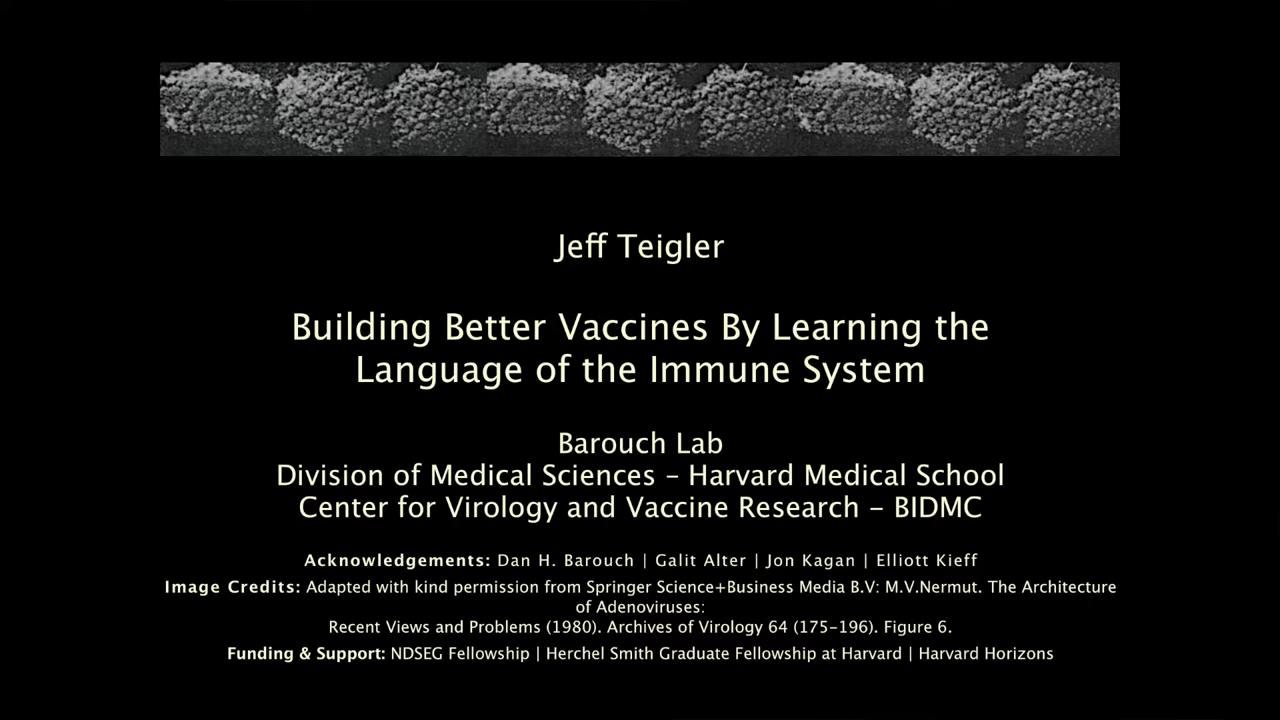 Jeff Teigler
Building Better Vaccines By Learning the
Language of the Immune System
Barouch Lab
Division of Medical Sciences – Harvard Medical School
Center for Virology and Vaccine Research – BIDMC
Acknowledgements: Dan H. Barouch | Galit Alter | Jon Kagan | Elliott Kieff
Image Credits: Adapted with kind permission from Springer Science+Business Media B.V: M.V.Nermut. The Architecture
of Adenoviruses:
Recent Views and Problems (1980). Archives of Virology 64 (175-196). Figure 6.
Funding & Support: NDSEG Fellowship | Herchel Smith Graduate Fellowship at Harvard | Harvard Horizons